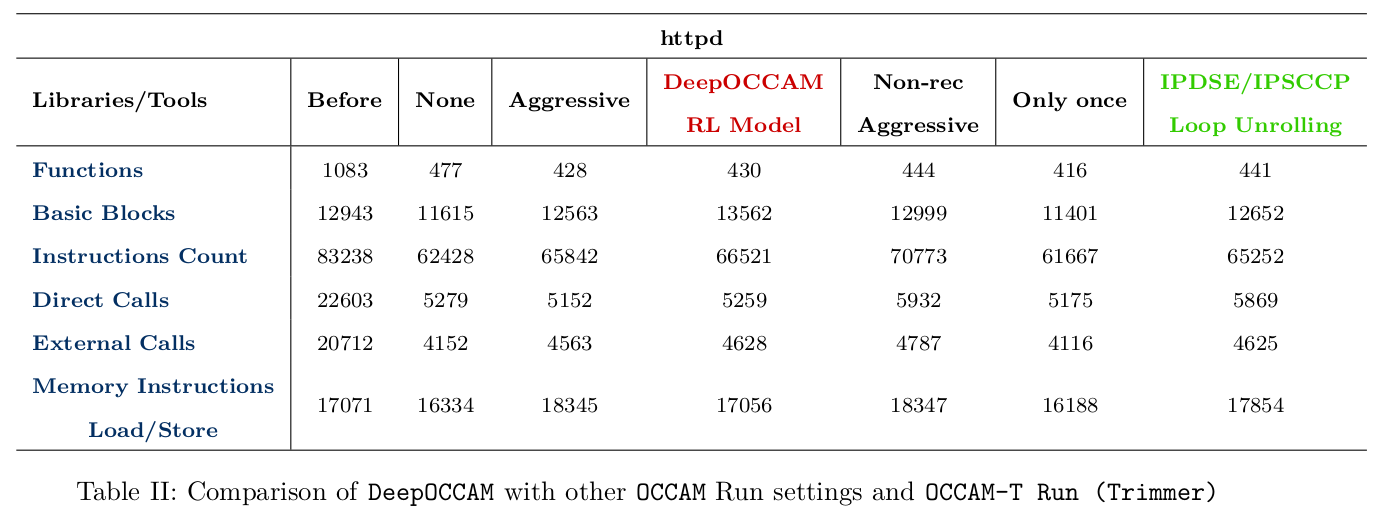 httpd
Libraries/Tools Before None Aggressive DeepOCCAM RL Model Non-rec Aggressive Only once IPDSE/IPSCCP Loop Unrolling
Functions 1083 477 428 430 444 416 441
Basic Blocks 12943 11615 12563 13562 12999 11401 12652
Instructions Count 83238 62428 65842 66521 70773 61667 65252
Direct Calls 22603 5279 5152 5259 5932 5175 5869
External Calls 20712 4152 4563 4628 4787 4116 4625
Memory Instructions Load/Store 17071 16334 18345 17056 18347 16188 17854
Table II: Comparison of DeepOCCAM with other OCCAM Run settings and OCCAM-T Run (Trimmer)